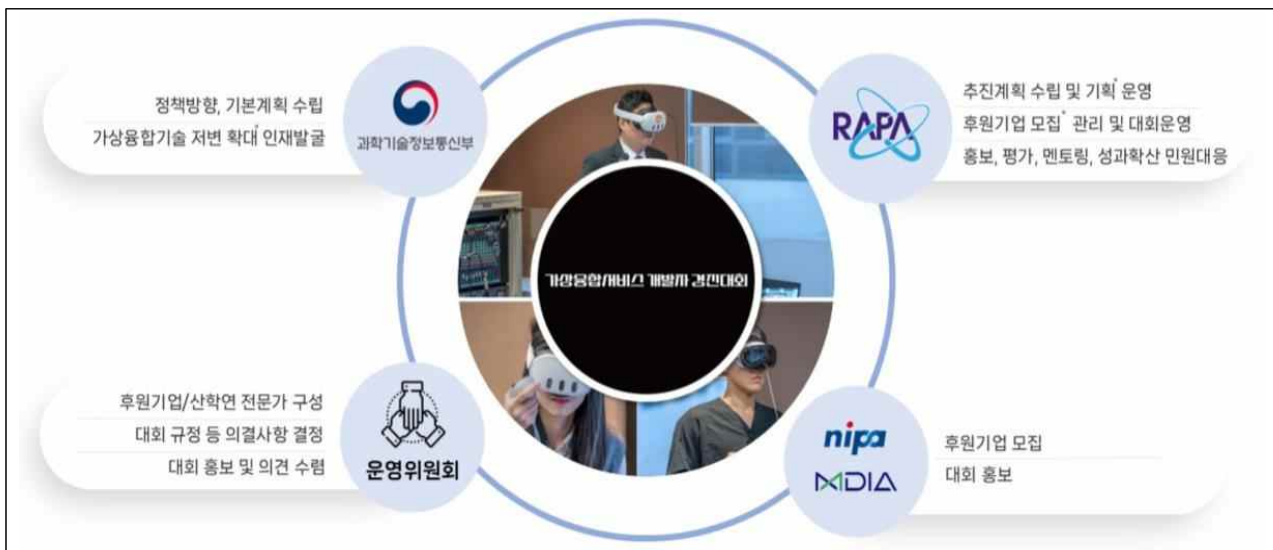 정책방향, 기본계획 수립
가상융합기술 저변 확대* 인재발굴
과학기술정보통신부
RAPA
추진계획 수립 및 기획* 운영
후원기업 모집* 관리 및 대회운영
홍보, 평가, 멘토링, 성과확산 민원대응
가상융합서비스 개발자 경진대회
후원기업/산학연 전문가 구성
대회 규정 등 의결사항 결정
대회 홍보 및 의견 수렴
운영위원회
nipa
MDIA
후원기업 모집
대회 홍보